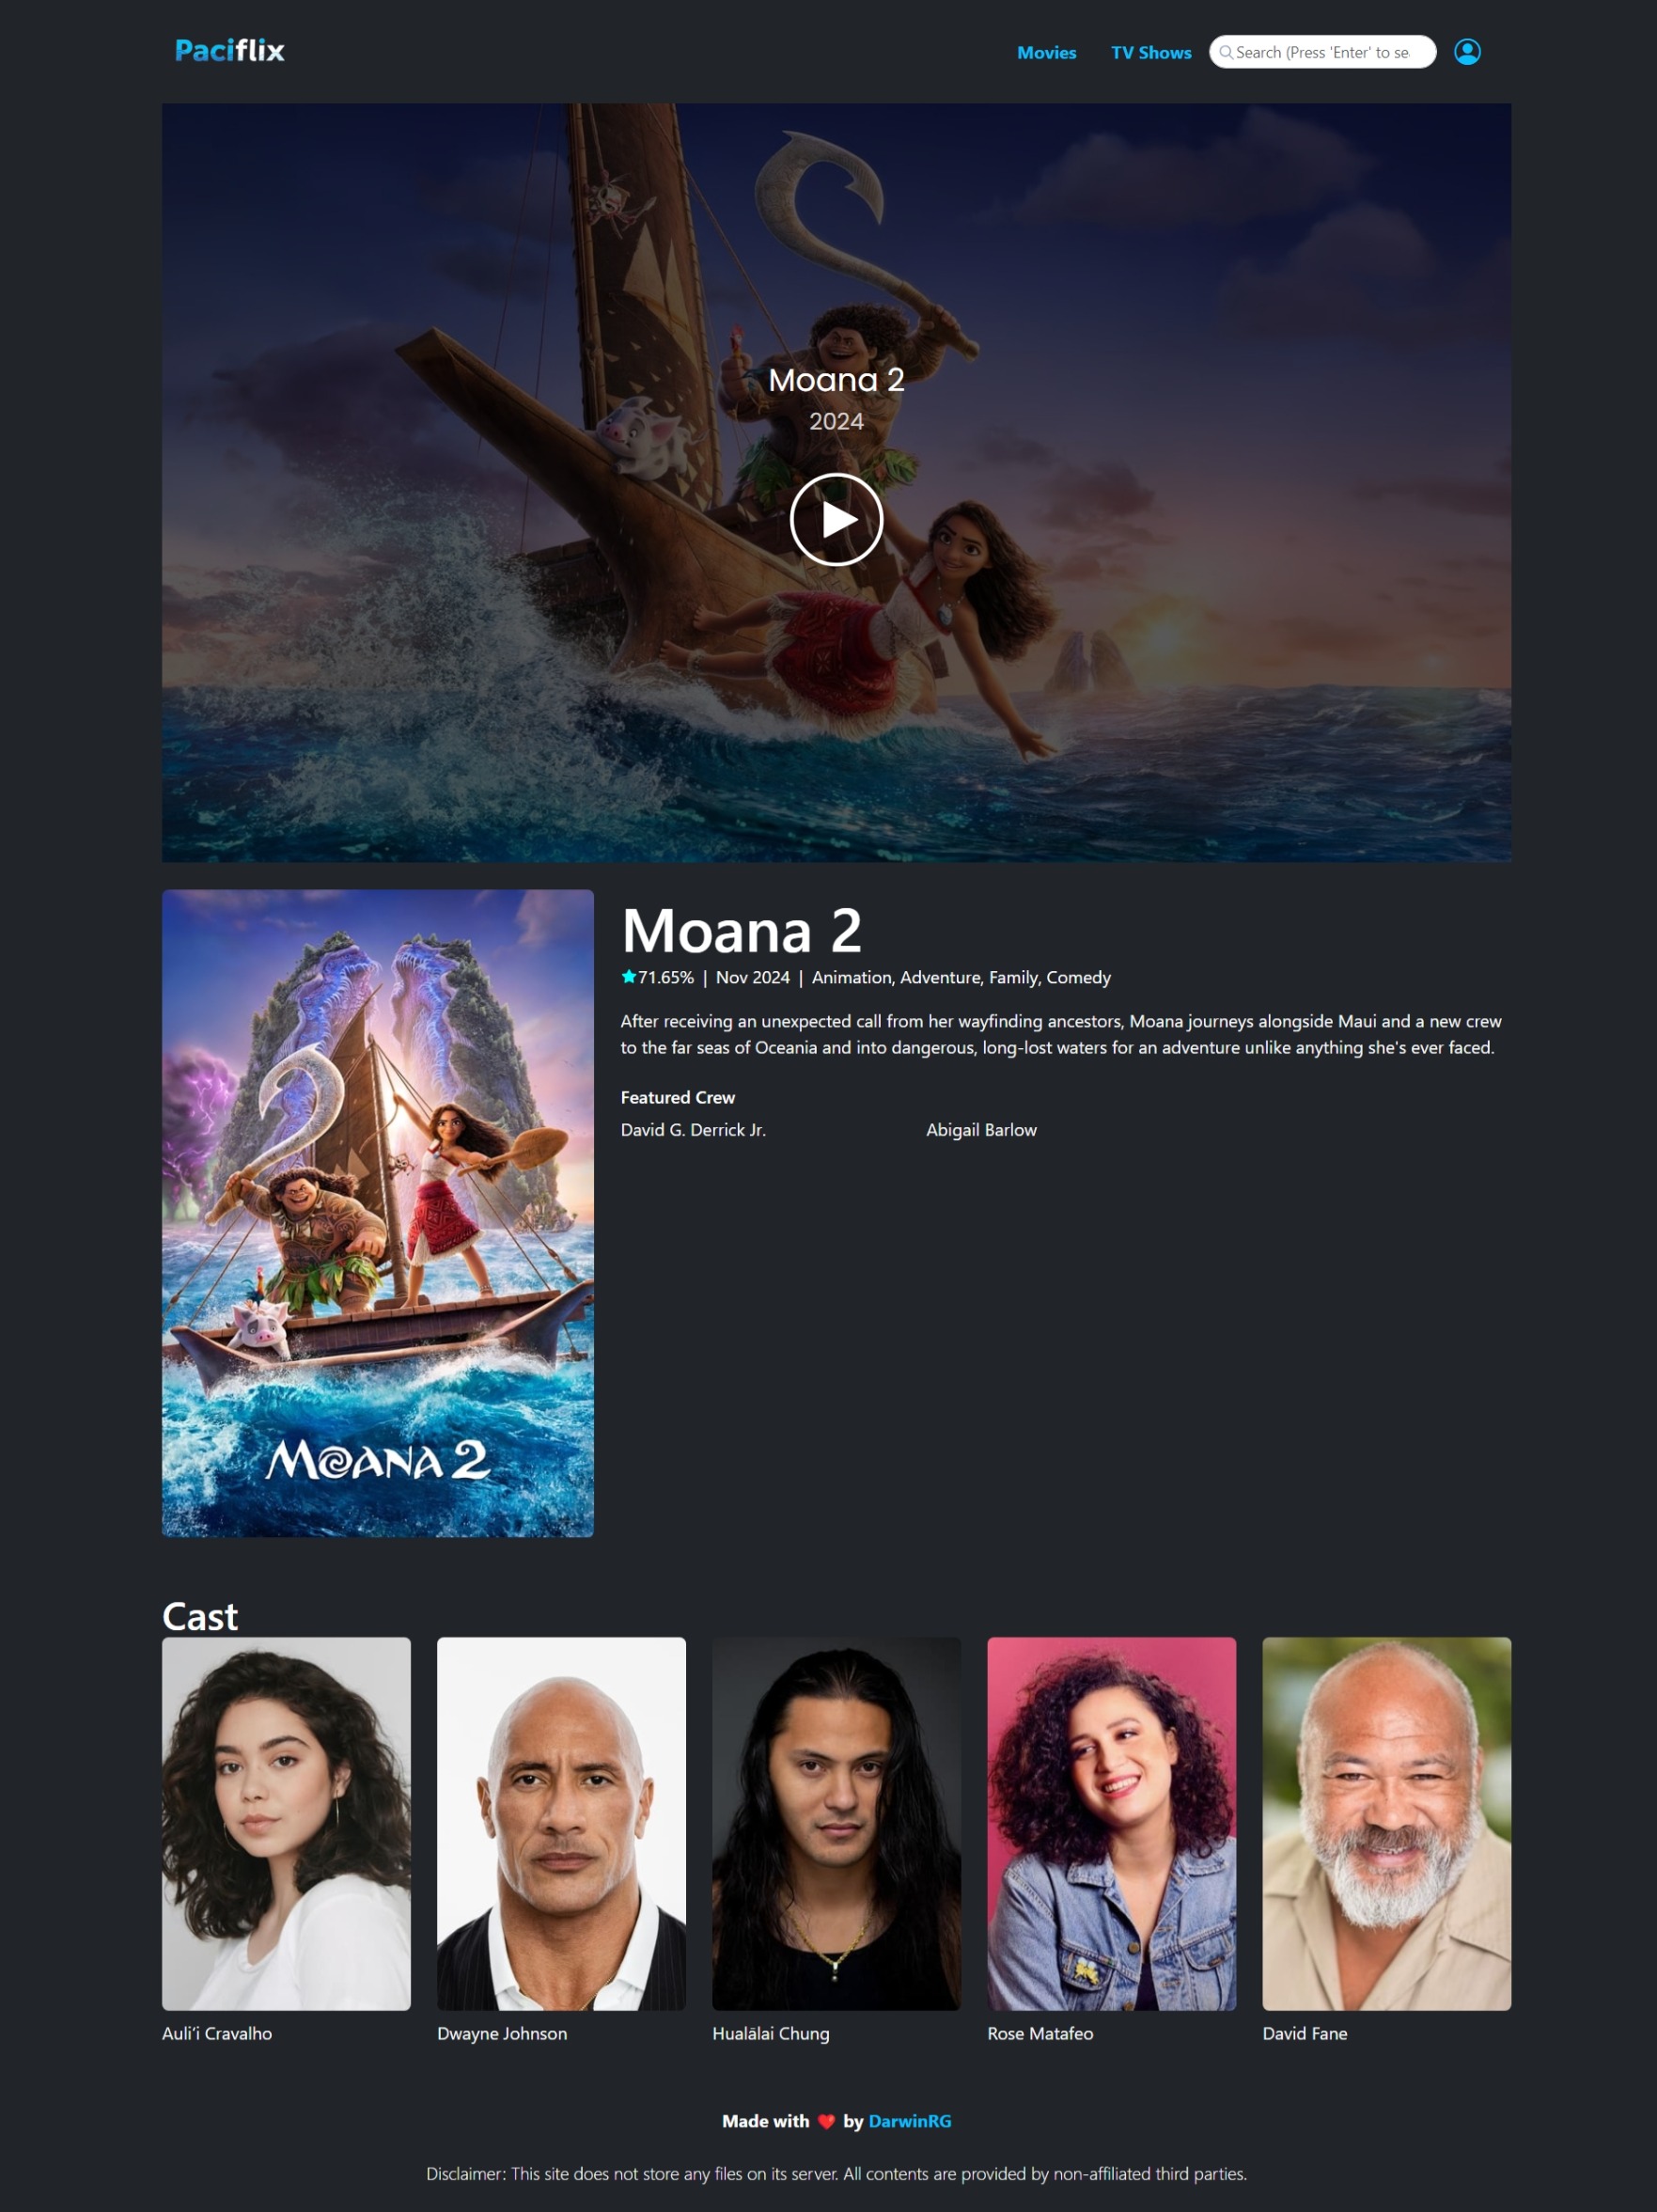 Paciflix
Movies
TV Shows
Search (Press 'Enter' to se
Moana 2
2024
MOANA 2
Moana 2
71.65% | Nov 2024 | Animation, Adventure, Family, Comedy
After receiving an unexpected call from her wayfinding ancestors, Moana journeys alongside Maui and a new crew
to the far seas of Oceania and into dangerous, long-lost waters for an adventure unlike anything she's ever faced.
Featured Crew
David G. Derrick Jr.
Abigail Barlow
Cast
Auliʻi Cravalho
Dwayne Johnson
Hualālai Chung
Rose Matafeo
David Fane
Made with ❤️ by DarwinRG
Disclaimer: This site does not store any files on its server. All contents are provided by non-affiliated third parties.